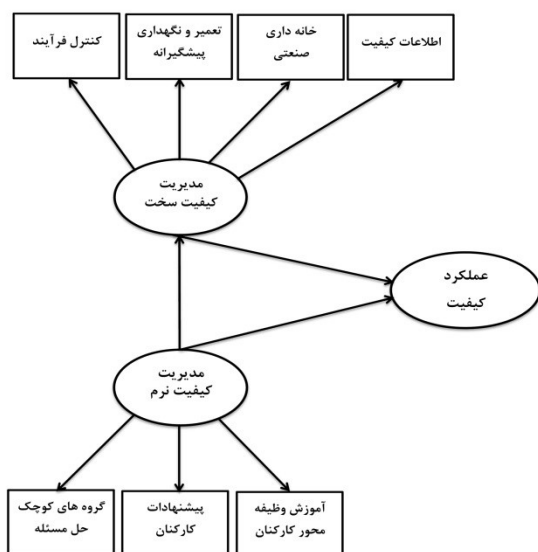 اطلاعات کیفیت
خانه داری
صنعتی
تعمیر و نگهداری
پیشگیرانه
کنترل فرآیند
مدیریت
کیفیت سخت
عملکرد
کیفیت
مدیریت
کیفیت نرم
آموزش وظیفه
محور کارکنان
پیشنهادات
کارکنان
گروه های کوچک
حل مسئله